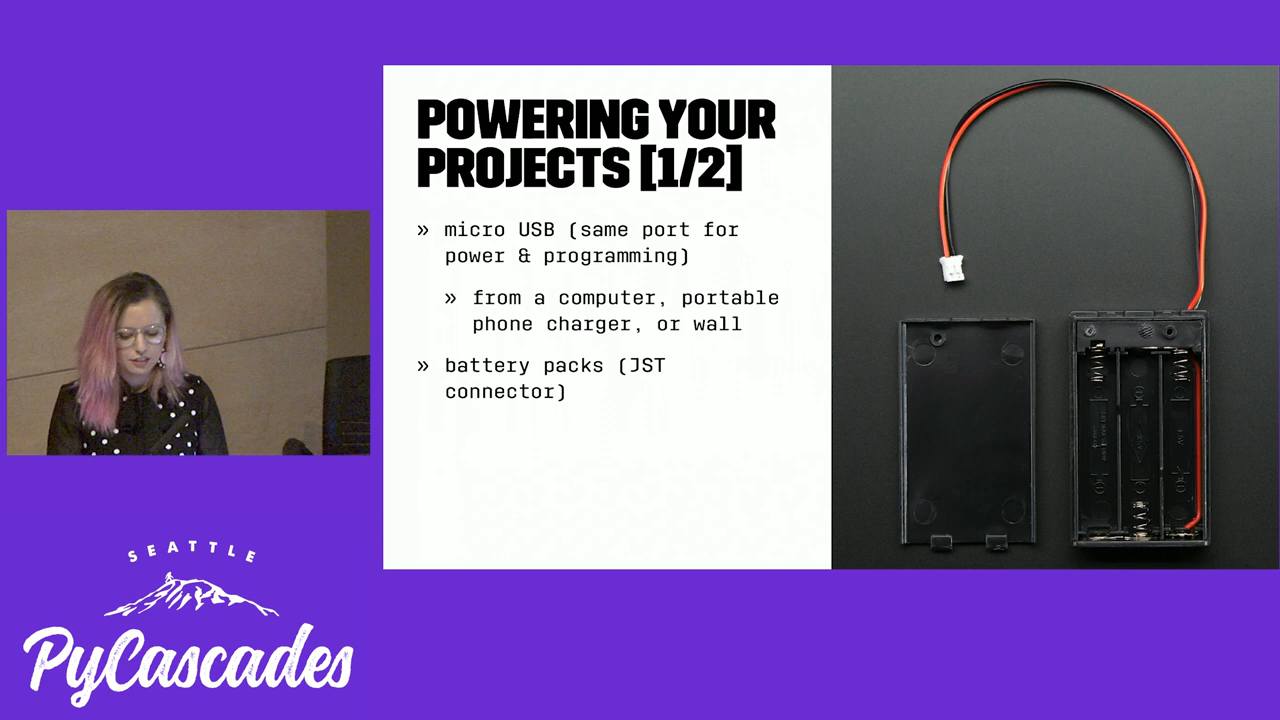 POWERING YOUR
PROJECTS [1/2]
» micro USB (same port for
power & programming)
» from a computer, portable
phone charger, or wall
» battery packs (JST
connector)
SEATTLE
PyCascades